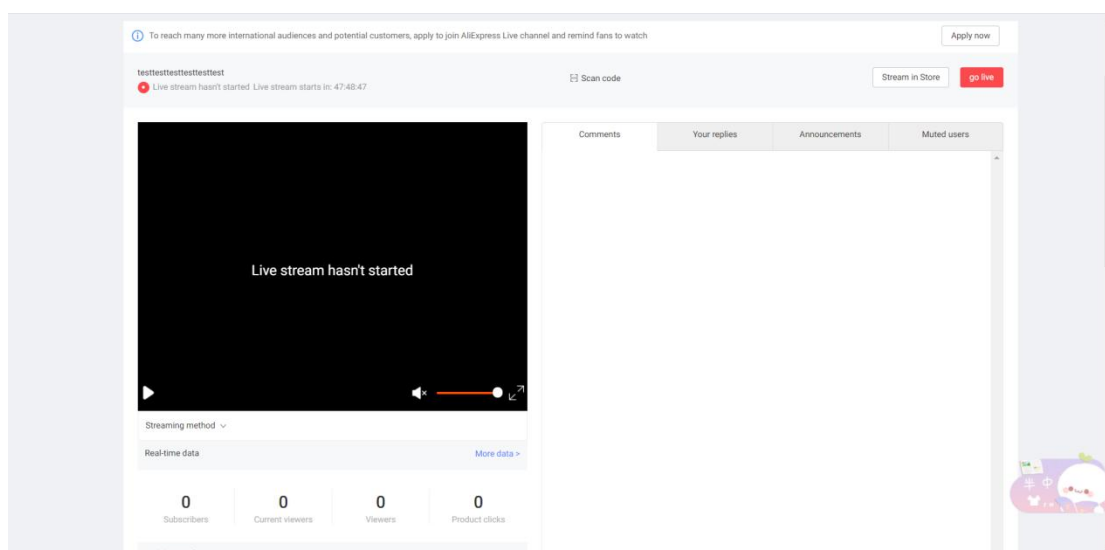 To reach many more international audiences and potential customers, apply to join AliExpress Live channel and remind fans to watch
Apply now
testtesttesttesttesttest
Live stream hasn't started Live stream starts in: 47:48:47
Scan code
Stream in Store
go live
Comments
Your replies
Announcements
Muted users
Live stream hasn't started
Streaming method
Real-time data
More data >
0
0
0
0
Subscribers
Current viewers
Viewers
Product clicks
半 中